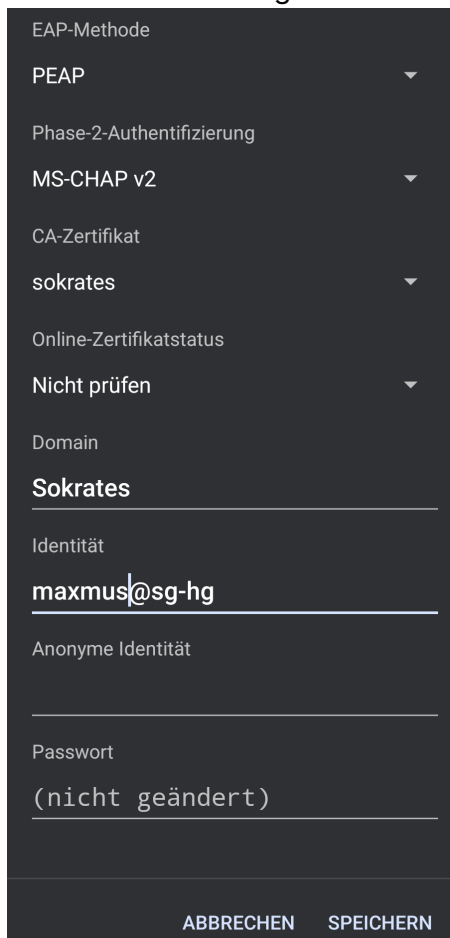 EAP-Methode
PEAP
Phase-2-Authentifizierung
MS-CHAP v2
CA-Zertifikat
sokrates
Online-Zertifikatstatus
Nicht prüfen
Domain
Sokrates
Identität
maxmus@sg-hg
Anonyme Identität
Passwort
(nicht geändert)
ABBRECHEN SPEICHERN